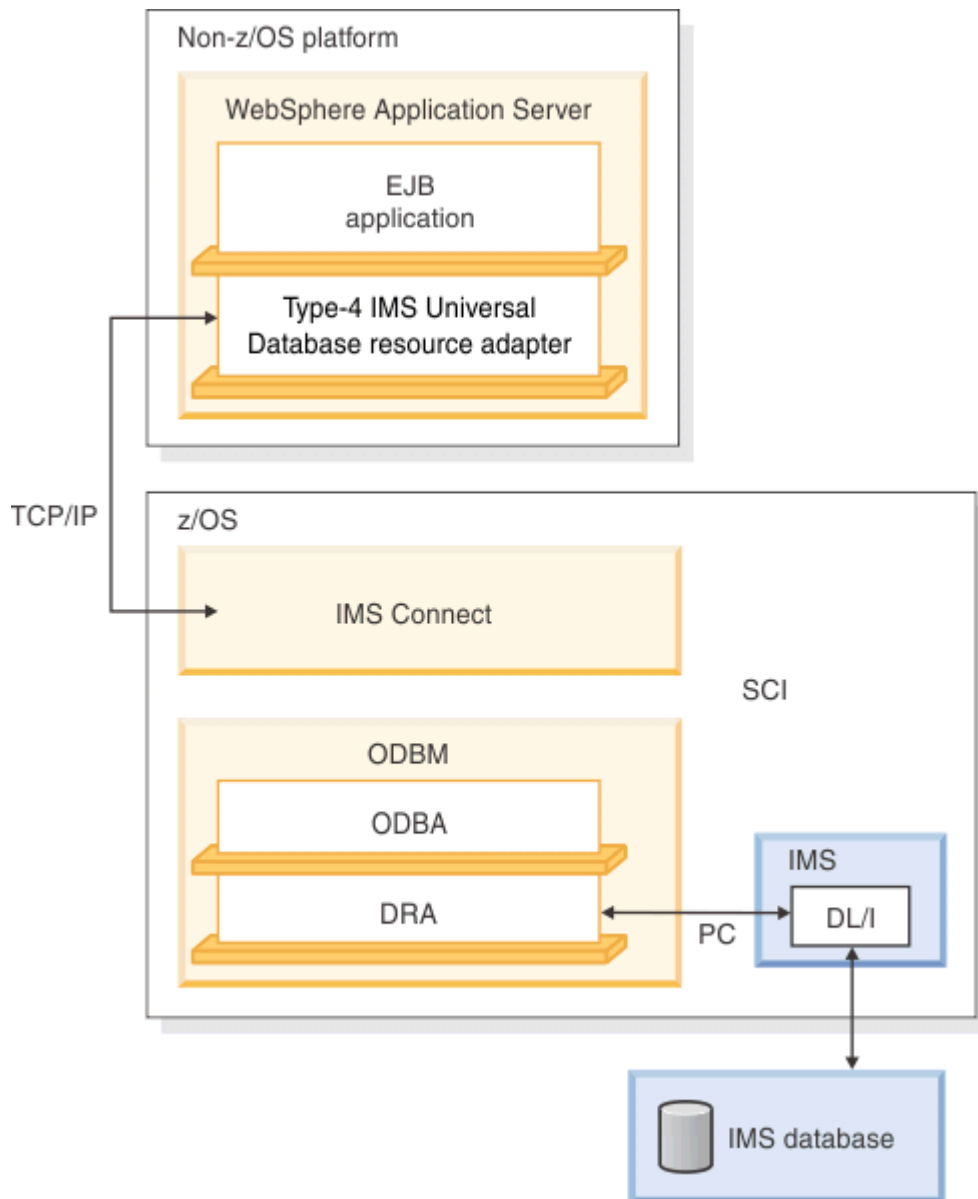 Non-z/OS platform
WebSphere Application Server
EJB
application
Type-4 IMS Universal
Database resource adapter
TCP/IP
z/OS
IMS Connect
SCI
ODBM
ODBA
DRA
PC
IMS
DL/I
IMS database